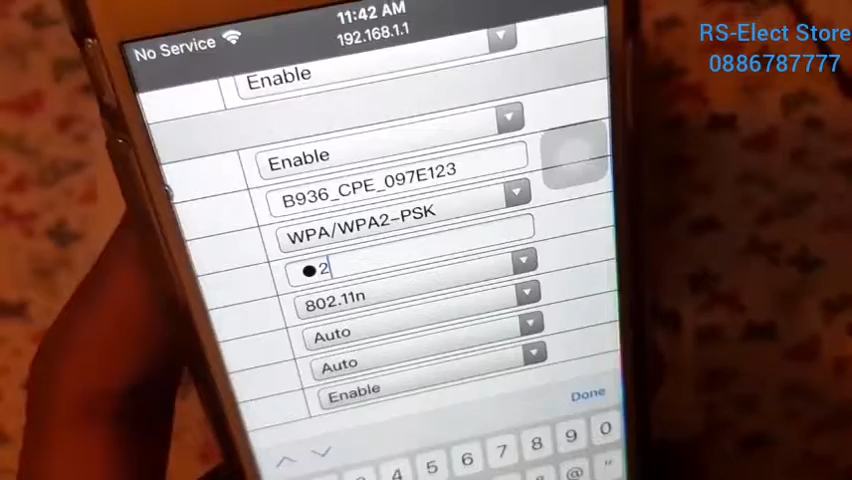 11:42 AM
No Service
192.168.1.1
RS-Elect Store
0886787777
Enable
Enable
B936_CPE_097E123
WPA/WPA2-PSK
●2
802.11n
Auto
Auto
Enable
Done
4 5 6 7 8 9 0
@ "